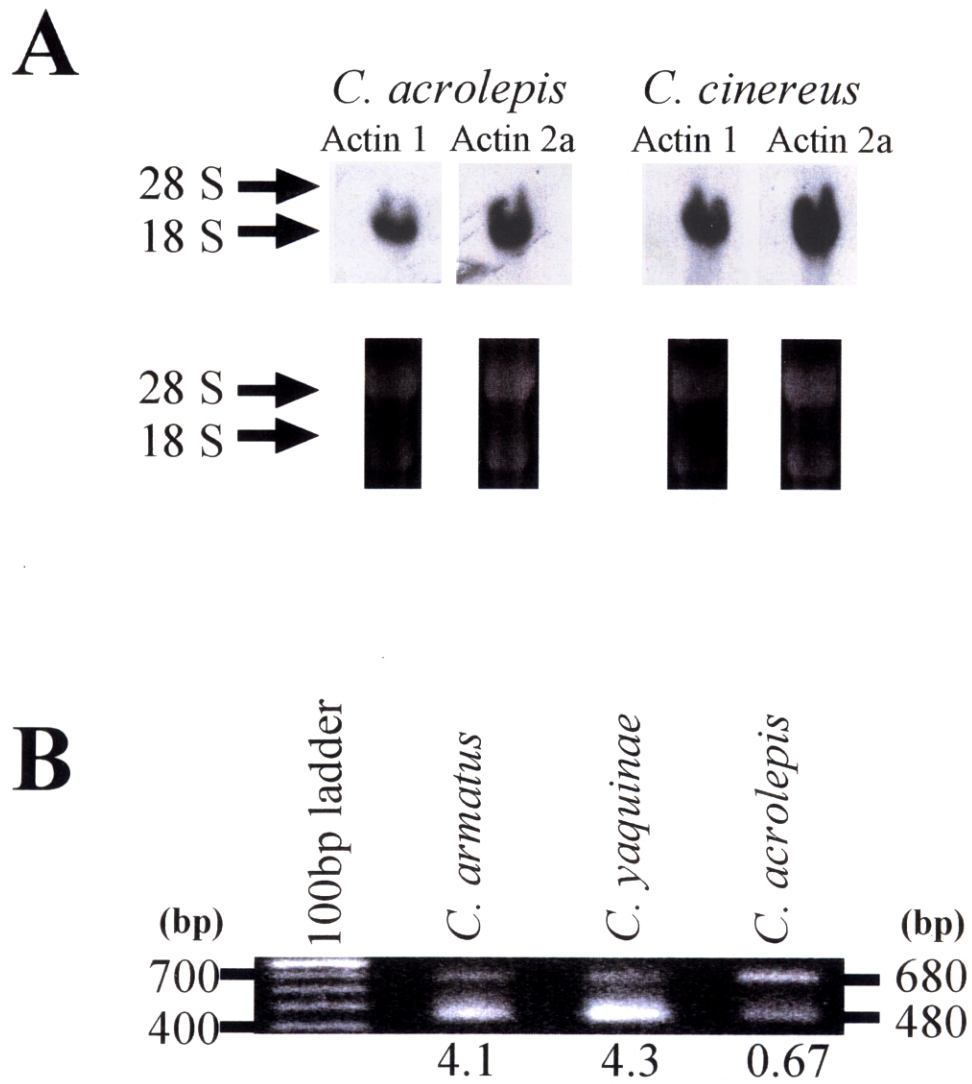 A
C. acrolepis C. cinereus
Actin 1 Actin 2a Actin 1 Actin 2a
28 S
18 S
28 S
18 S
B
100bp ladder
C. armatus
C. yaquinae
C. acrolepis
(bp) (bp)
700 680
400 480
4.1 4.3 0.67